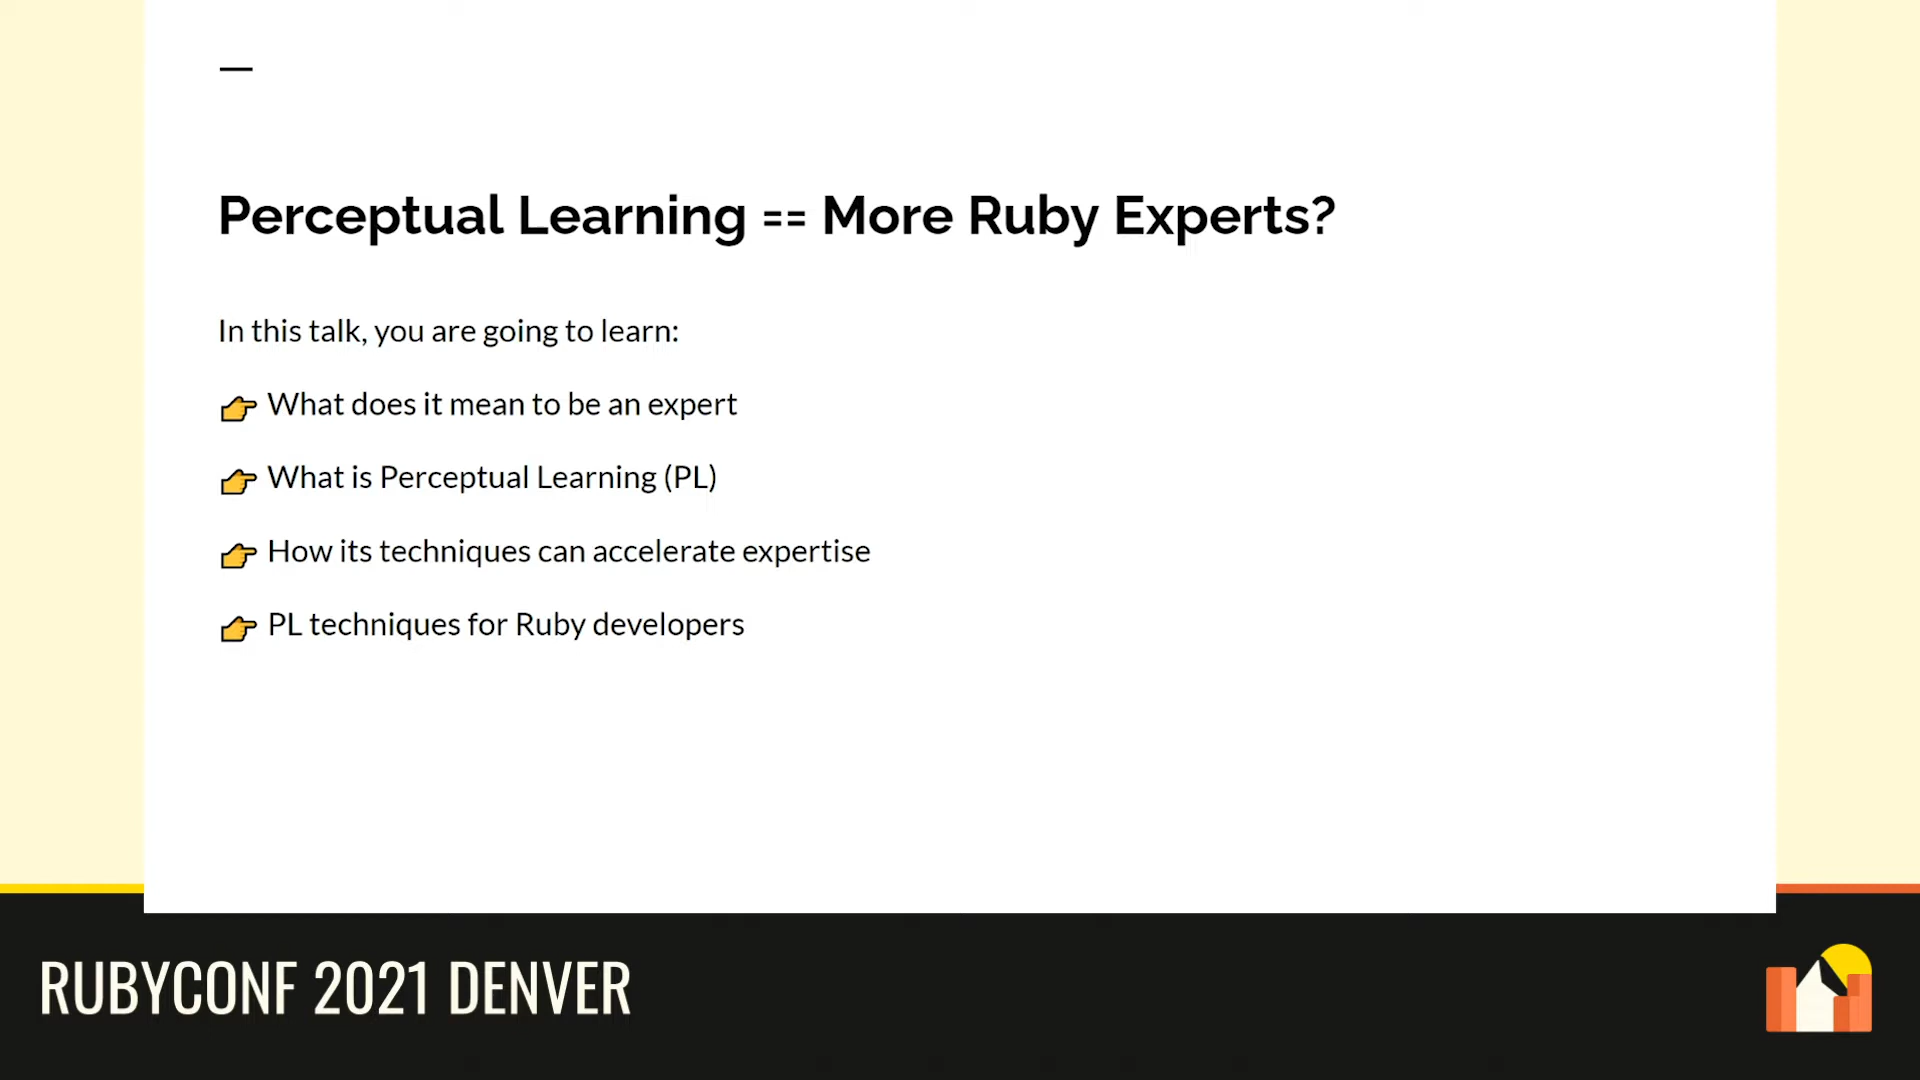 Perceptual Learning == More Ruby Experts?
In this talk, you are going to learn:
👉 What does it mean to be an expert
👉 What is Perceptual Learning (PL)
👉 How its techniques can accelerate expertise
👉 PL techniques for Ruby developers
RUBYCONF 2021 DENVER